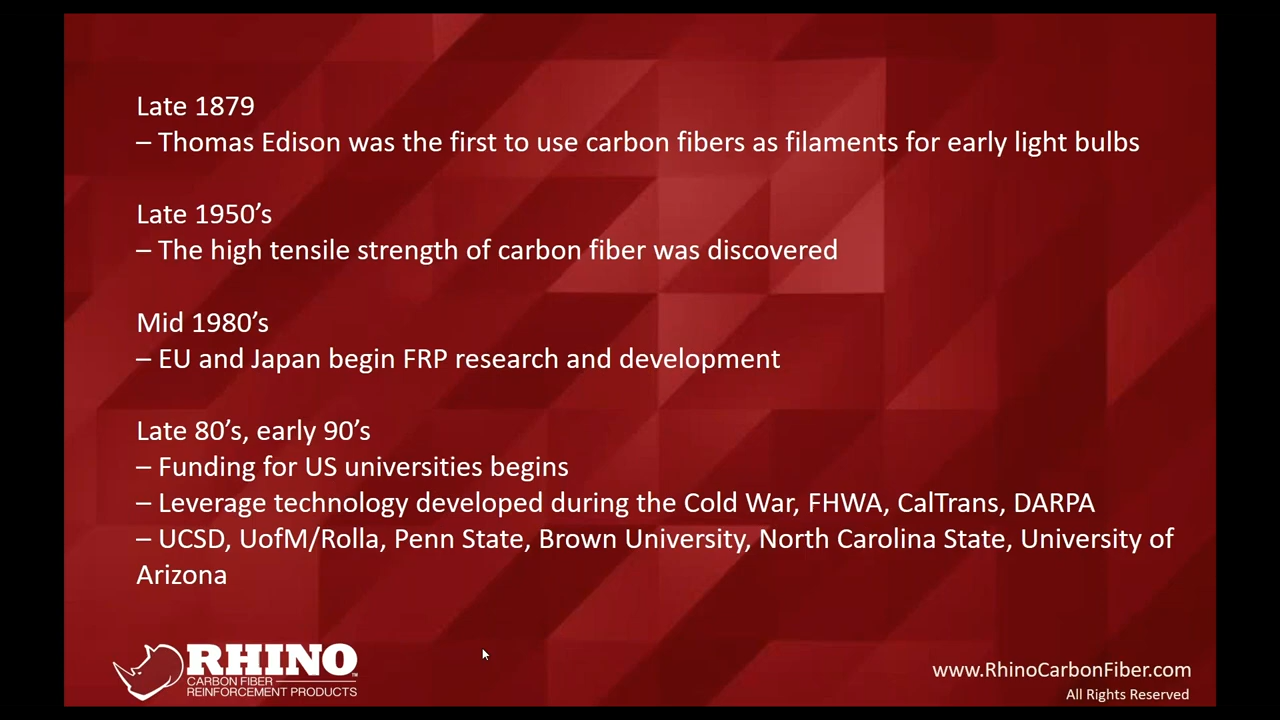 Late 1879
– Thomas Edison was the first to use carbon fibers as filaments for early light bulbs
Late 1950’s
– The high tensile strength of carbon fiber was discovered
Mid 1980’s
– EU and Japan begin FRP research and development
Late 80’s, early 90’s
– Funding for US universities begins
– Leverage technology developed during the Cold War, FHWA, CalTrans, DARPA
– UCSD, UofM/Rolla, Penn State, Brown University, North Carolina State, University of
Arizona
RHINO™
CARBON FIBER
REINFORCEMENT PRODUCTS
www.RhinoCarbonFiber.com
All Rights Reserved